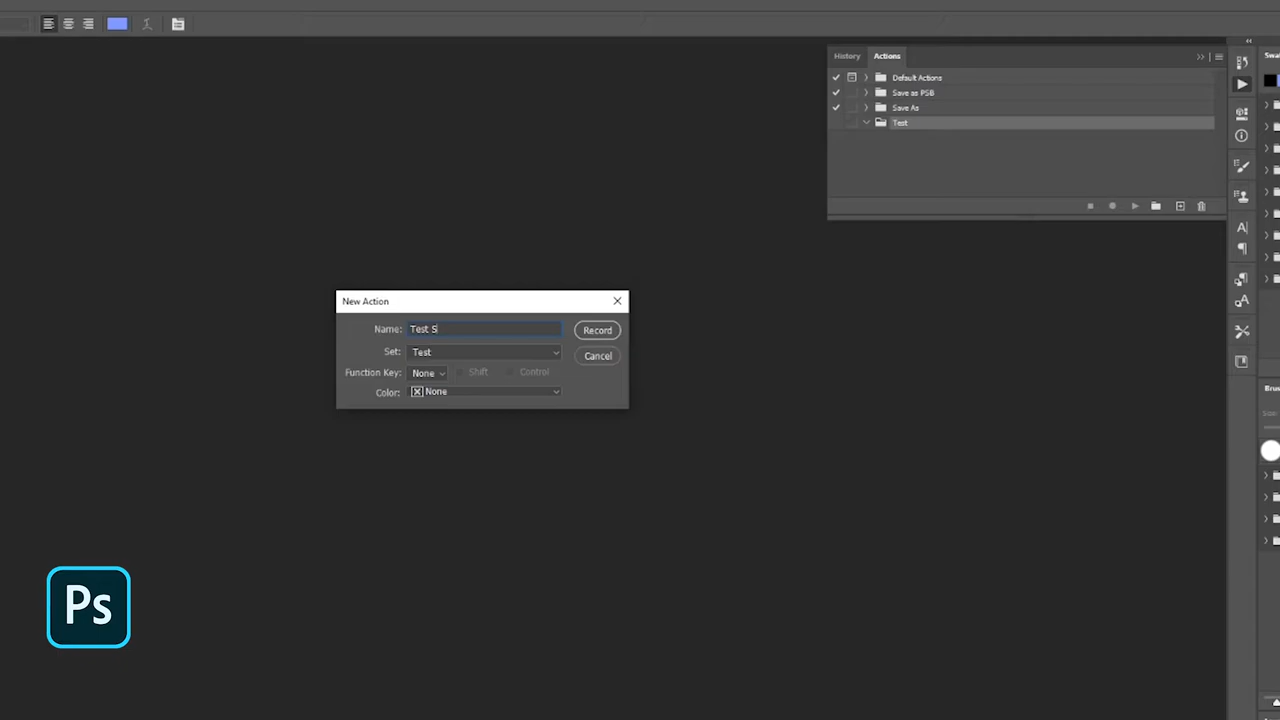 History Actions
Default Actions
Save as PSB
Save As
Test
New Action
Name: Test S
Record
Set: Test
Cancel
Function Key: None Shift Control
Color: None
Ps